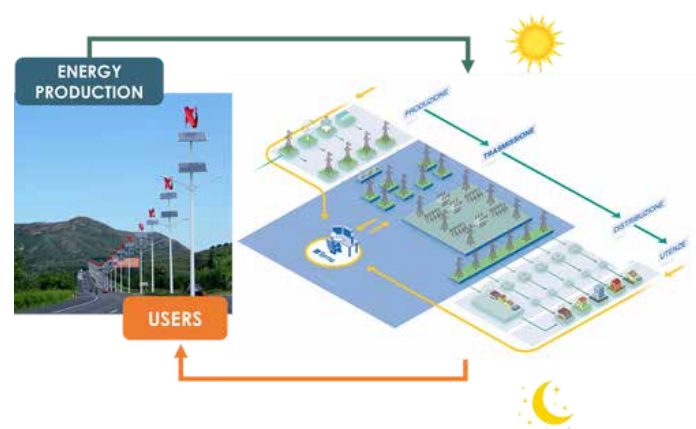 ENERGY
PRODUCTION
PRODUZIONE
TRASMISSIONE
DISTRIBUZIONE
UTENZE
USERS